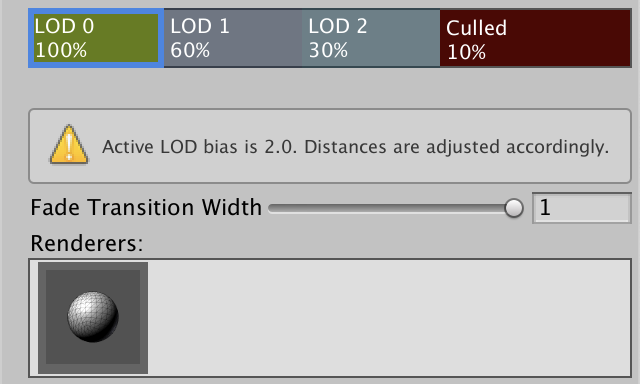 LOD 0
100%
LOD 1
60%
LOD 2
30%
Culled
10%
Active LOD bias is 2.0. Distances are adjusted accordingly.
Fade Transition Width 1
Renderers: